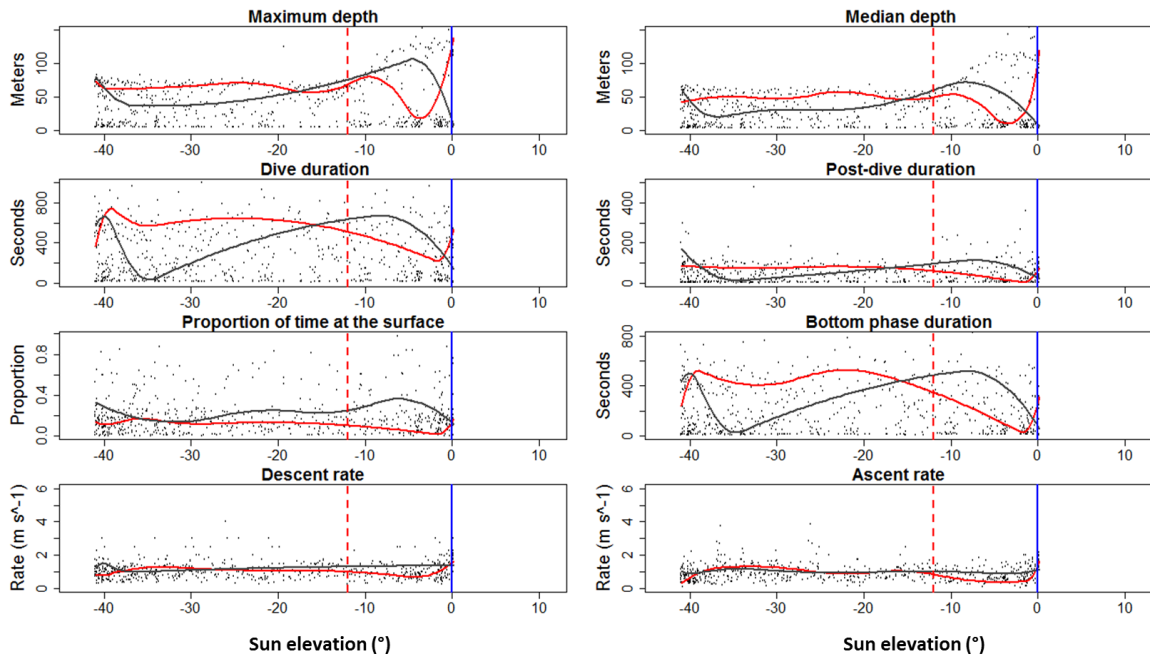 Maximum depth
Meters
0 50 100
-40 -30 -20 -10 0 10
Median depth
Meters
0 50 100
-40 -30 -20 -10 0 10
Dive duration
Seconds
0 400 800
-40 -30 -20 -10 0 10
Post-dive duration
Seconds
0 200 400
-40 -30 -20 -10 0 10
Proportion of time at the surface
Proportion
0.0 0.4 0.8
-40 -30 -20 -10 0 10
Bottom phase duration
Seconds
0 400 800
-40 -30 -20 -10 0 10
Descent rate
Rate (m s^-1)
0 2 4 6
-40 -30 -20 -10 0 10
Sun elevation (°)
Ascent rate
Rate (m s^-1)
0 2 4 6
-40 -30 -20 -10 0 10
Sun elevation (°)